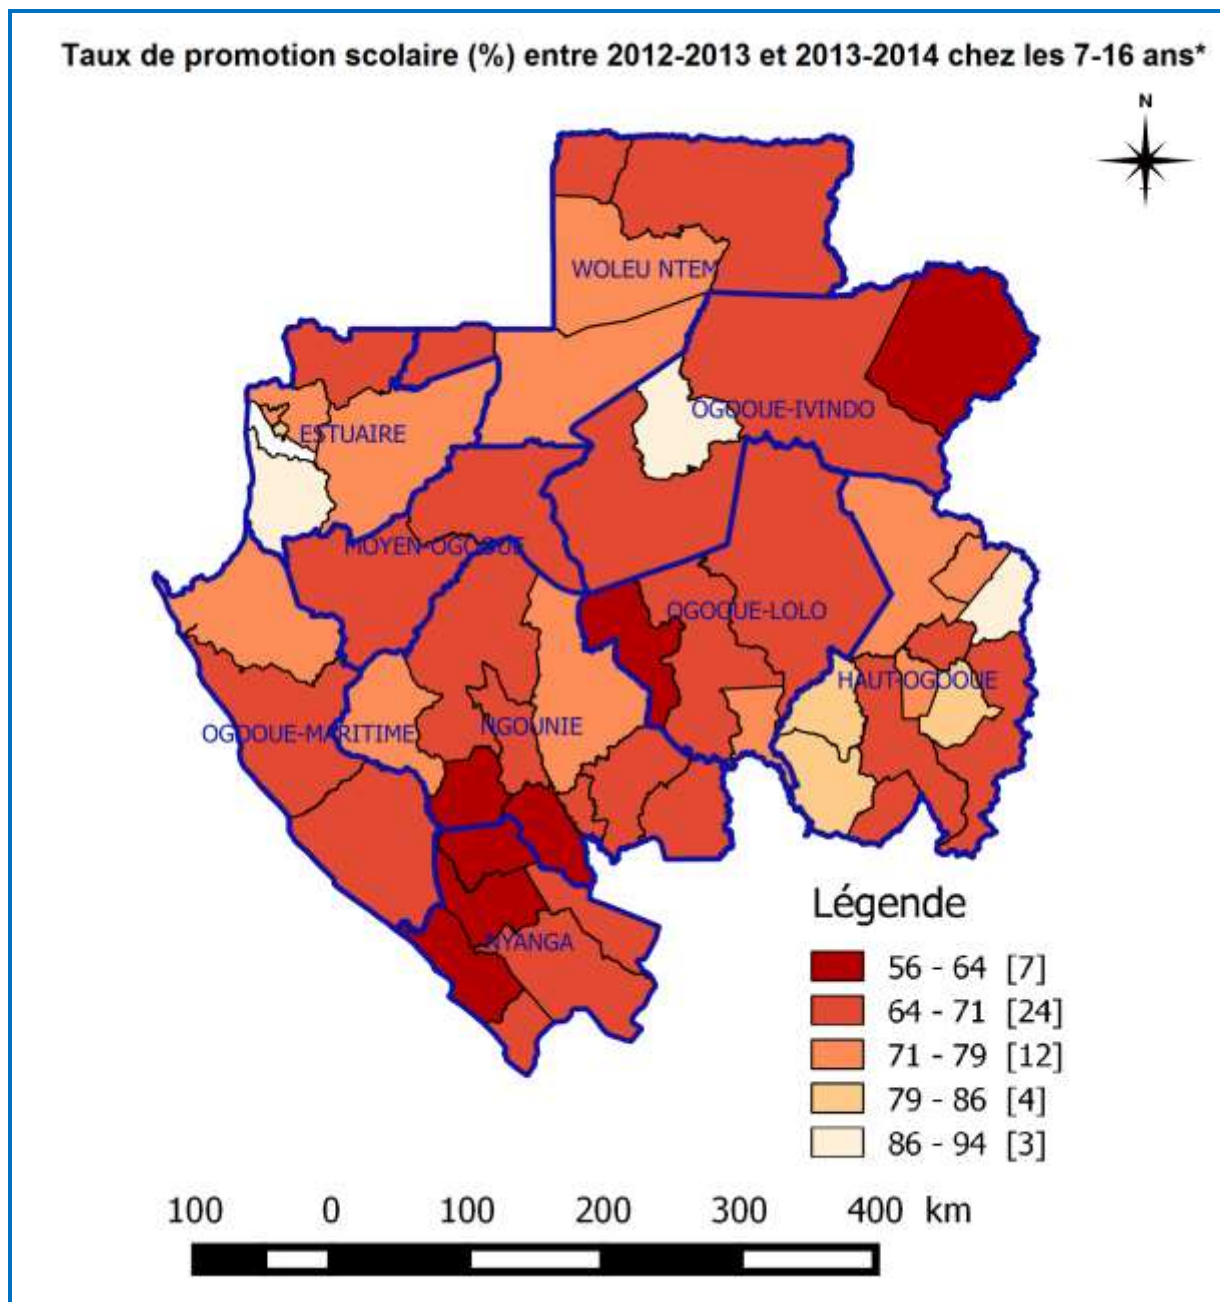 Taux de promotion scolaire (%) entre 2012-2013 et 2013-2014 chez les 7-16 ans*
N
WOLEU NTEM
OGOOUE-IVINDO
ESTUAIRE
MOYEN-OGOOUE
OGOOUE-LOLO
HAUT-OGOOUE
OGOOUE-MARITIME
NGOUNIE
NYANGA
Légende
56 - 64 [7]
64 - 71 [24]
71 - 79 [12]
79 - 86 [4]
86 - 94 [3]
100 0 100 200 300 400 km